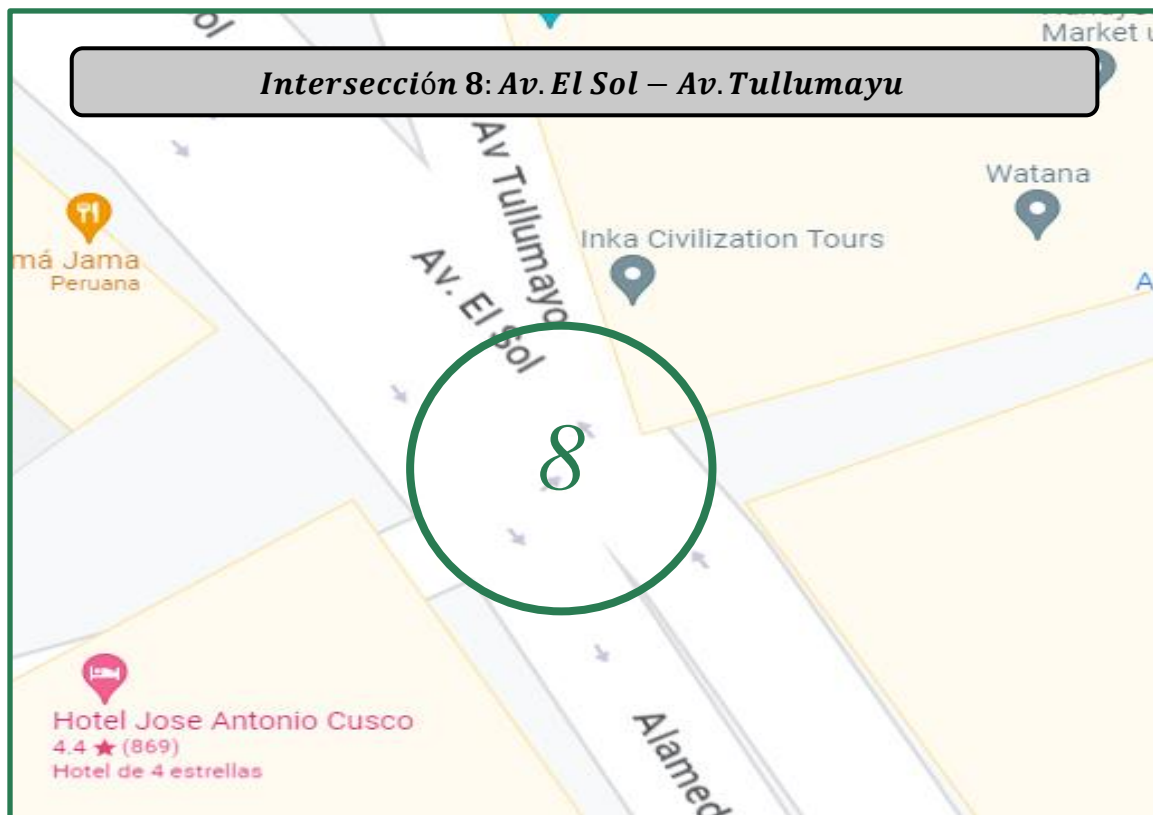 ol
Market u
Intersección 8: Av. El Sol – Av. Tullumayu
Av Tullumayo
Watana
Inka Civilization Tours
má Jama
Peruana
Av. El Sol
A
8
Hotel Jose Antonio Cusco
4.4 ★ (869)
Hotel de 4 estrellas
Alamed